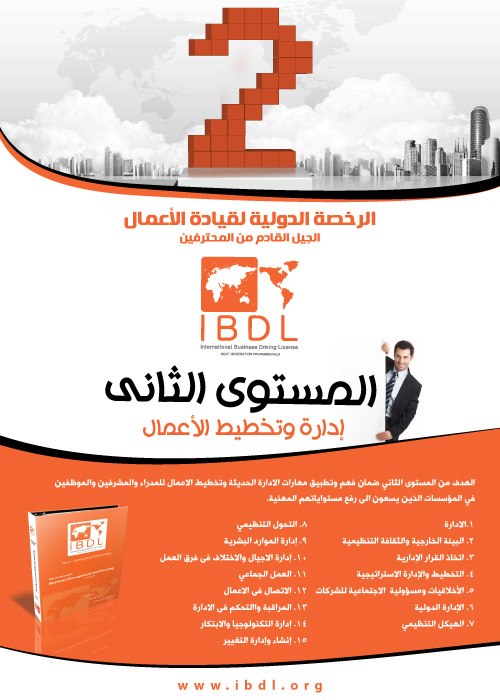 2
الرخصة الدولية لقيادة الأعمال
الجيل القادم من المحترفين
IBDL
International Business Driving License
NEXT GENERATION PROFESSIONALS
المستوى الثانى
إدارة وتخطيط الأعمال
الهدف من المستوى الثاني ضمان فهم وتطبيق مهارات الادارة الحديثة وتخطيط الاعمال للمدراء والمشرفين والموظفين
في المؤسسات الذين يسعون الى رفع مستوياتهم المهنية.
١. الادارة
٢. البيئة الخارجية والثقافة التنظيمية
٣. اتخاذ القرار الإدارية
٤. التخطيط والإدارة الاستراتيجية
٥. الأخلاقيات ومسؤولية الاجتماعية للشركات
٦. الإدارة الدولية
٧. الهيكل التنظيمي
٨. التحول التنظيمي
٩. إدارة الموارد البشرية
١٠. إدارة الاجيال والاختلاف فى فرق العمل
١١. العمل الجماعي
١٢. الاتصال فى الاعمال
١٣. المراقبة والتحكم فى الادارة
١٤. إدارة التكنولوجيا والابتكار
١٥. إنشاء وإدارة التغيير
IBDL
www.ibdl.org